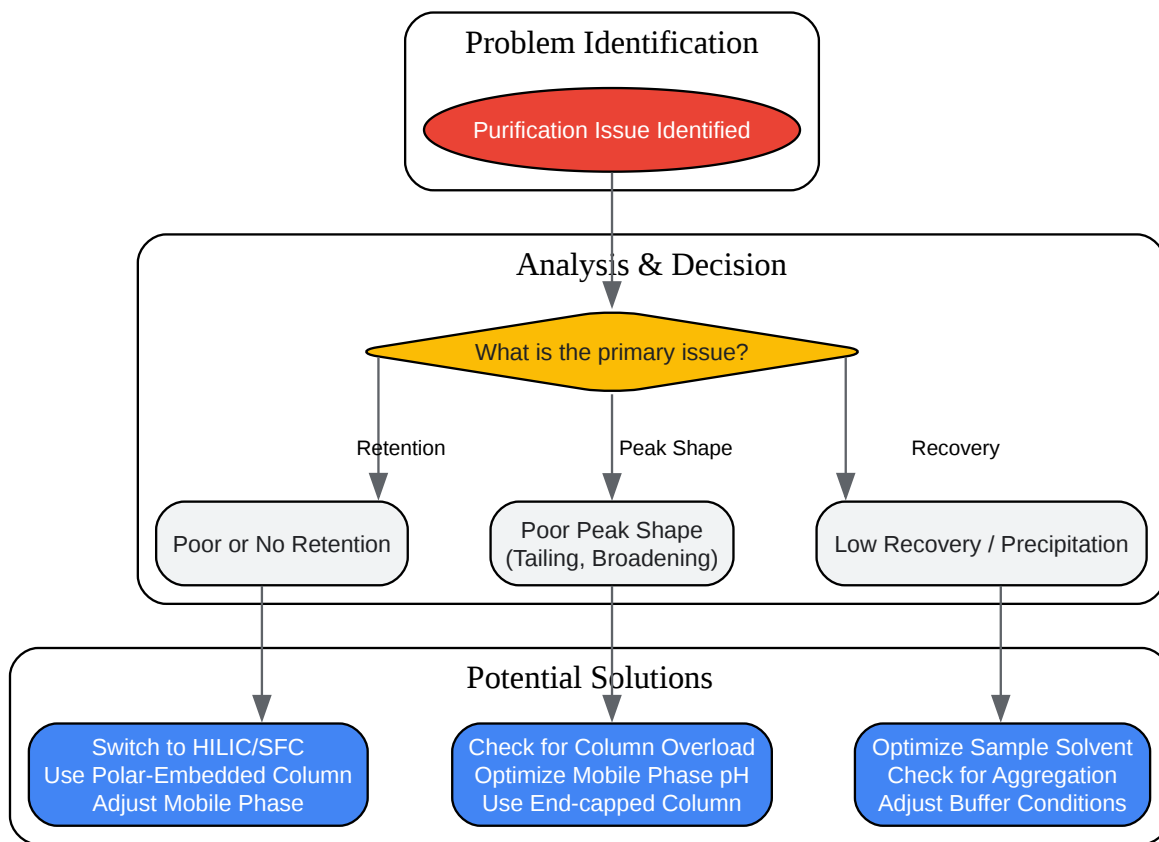 Problem Identification
Purification Issue Identified
Analysis & Decision
What is the primary issue?
Retention
Peak Shape
Recovery
Poor or No Retention
Poor Peak Shape
(Tailing, Broadening)
Low Recovery / Precipitation
Potential Solutions
Switch to HILIC/SFC
Use Polar-Embedded Column
Adjust Mobile Phase
Check for Column Overload
Optimize Mobile Phase pH
Use End-capped Column
Optimize Sample Solvent
Check for Aggregation
Adjust Buffer Conditions